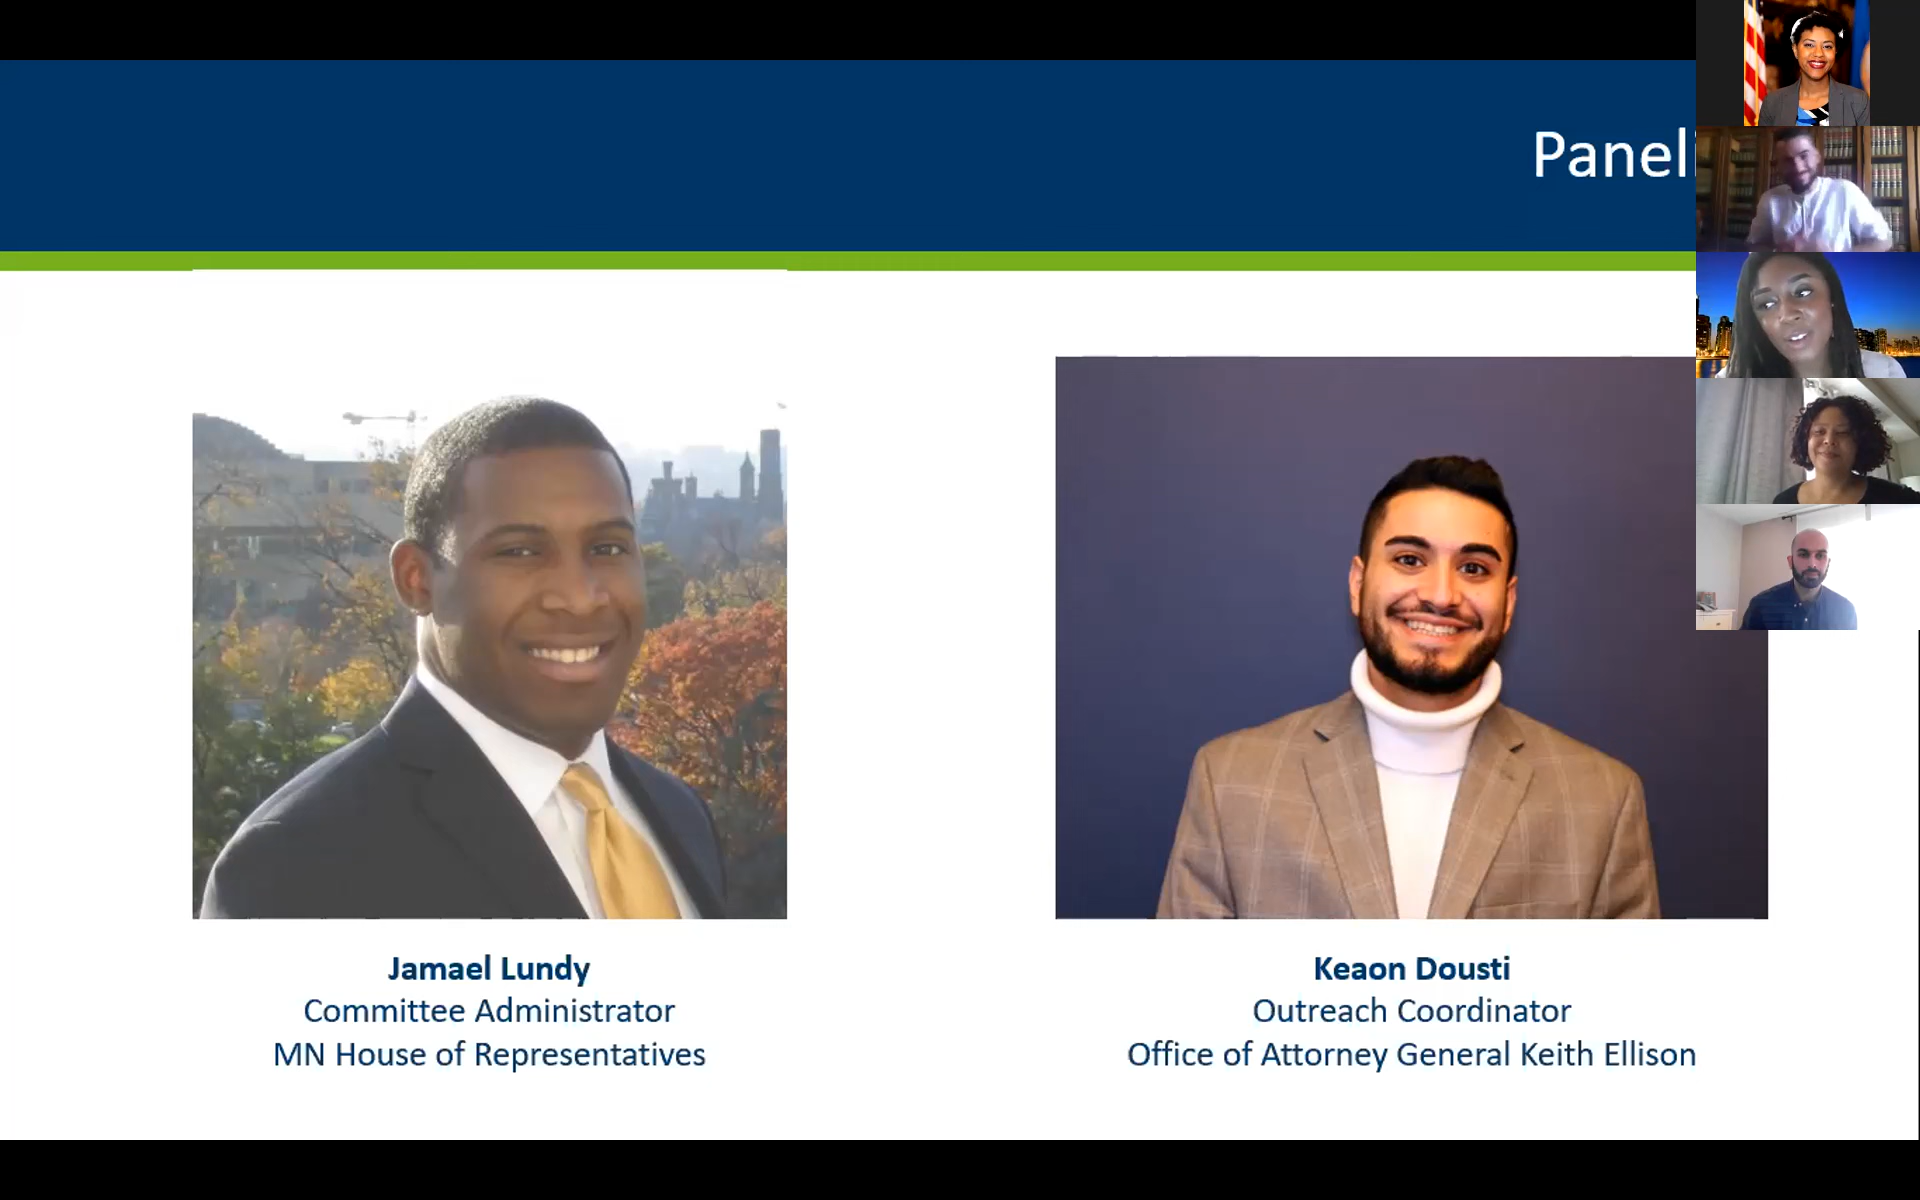 Panel
Jamael Lundy
Committee Administrator
MN House of Representatives
Keaon Dousti
Outreach Coordinator
Office of Attorney General Keith Ellison